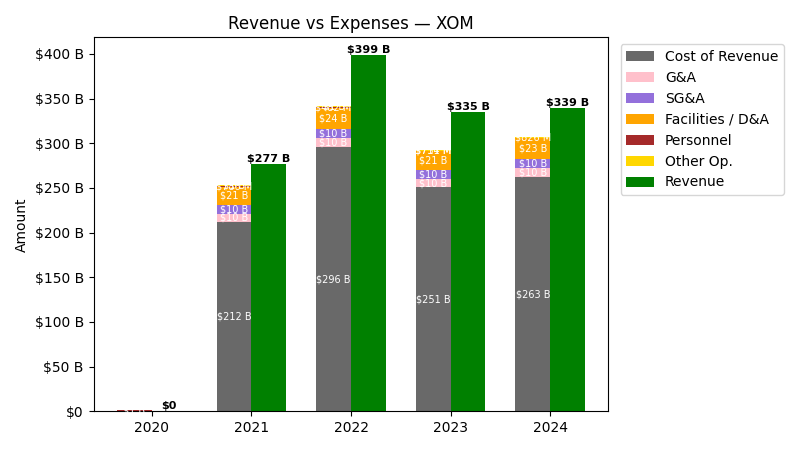 Revenue vs Expenses — XOM
$400 B
$350 B
$300 B
$250 B
$200 B
$150 B
$100 B
$50 B
$0
Amount
$0
$277 B
$21 B
$10 B
$10 B
$212 B
$399 B
$24 B
$10 B
$10 B
$296 B
$335 B
$21 B
$10 B
$10 B
$251 B
$339 B
$23 B
$10 B
$10 B
$263 B
2020
2021
2022
2023
2024
Cost of Revenue
G&A
SG&A
Facilities / D&A
Personnel
Other Op.
Revenue